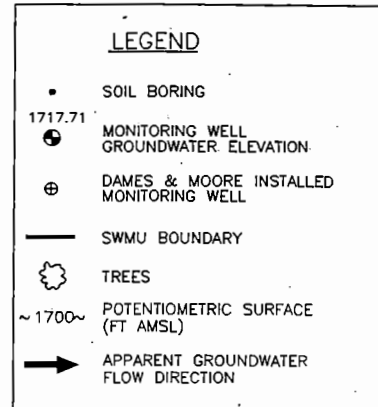 LEGEND
SOIL BORING
1717.71
MONITORING WELL
GROUNDWATER ELEVATION
DAMES & MOORE INSTALLED
MONITORING WELL
SWMU BOUNDARY
TREES
~1700~ POTENTIOMETRIC SURFACE
(FT AMSL)
APPARENT GROUNDWATER
FLOW DIRECTION